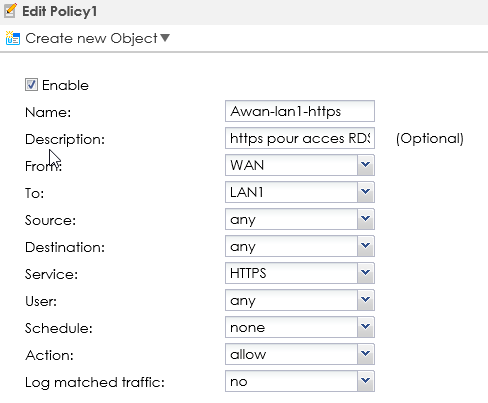 Edit Policy1
Create new Object
Enable
Name: Awan-lan1-https
Description: https pour acces RDS (Optional)
From: WAN
To: LAN1
Source: any
Destination: any
Service: HTTPS
User: any
Schedule: none
Action: allow
Log matched traffic: no